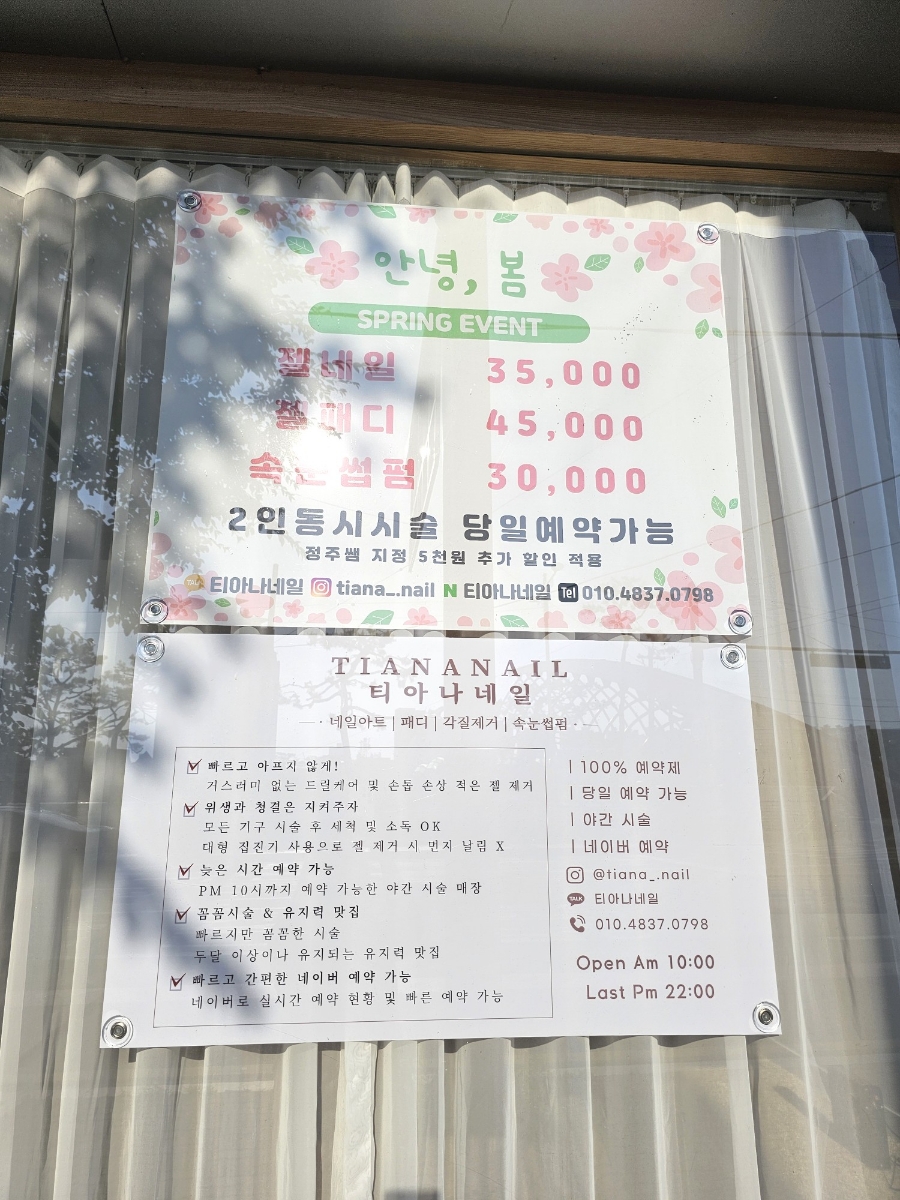 안녕, 봄
SPRING EVENT
젤네일 35,000
젤패디 45,000
속눈썹펌 30,000
2인동시시술 당일예약가능
정주쌤 지정 5천원 추가 할인 적용
TALK 티아나네일 tiana_.nail N 티아나네일 Tel 010.4837.0798
TIANANAIL
티아나네일
네일아트 | 패디 | 각질제거 | 속눈썹펌
빠르고 아프지 않게!
거스러미 없는 드릴케어 및 손톱 손상 적은 젤 제거
위생과 청결은 지켜주자
모든 기구 시술 후 세척 및 소독 OK
대형 집진기 사용으로 젤 제거 시 먼지 날림 X
늦은 시간 예약 가능
PM 10시까지 예약 가능한 야간 시술 매장
꼼꼼시술 & 유지력 맛집
빠르지만 꼼꼼한 시술
두달 이상이나 유지되는 유지력 맛집
빠르고 간편한 네이버 예약 가능
네이버로 실시간 예약 현황 및 빠른 예약 가능
| 100% 예약제
| 당일 예약 가능
| 야간 시술
| 네이버 예약
@tiana_.nail
TALK 티아나네일
010.4837.0798
Open Am 10:00
Last Pm 22:00